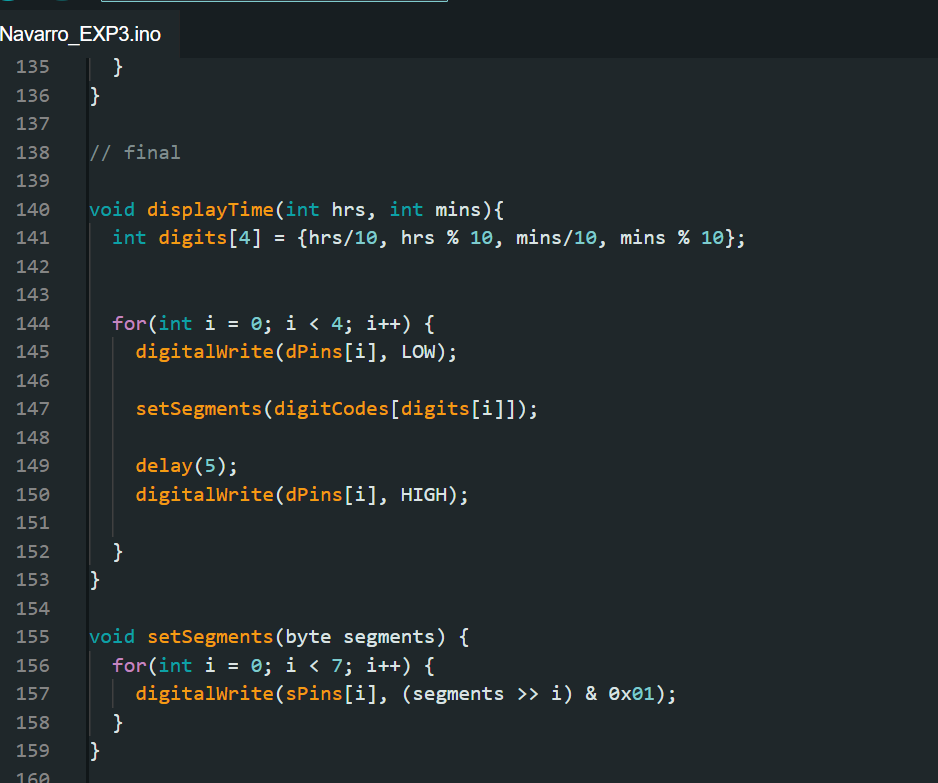 Navarro_EXP3.ino
135 }
136 }
137
138 // final
139
140 void displayTime(int hrs, int mins){
141 int digits[4] = {hrs/10, hrs % 10, mins/10, mins % 10};
142
143
144 for(int i = 0; i < 4; i++) {
145 digitalWrite(dPins[i], LOW);
146
147 setSegments(digitCodes[digits[i]]);
148
149 delay(5);
150 digitalWrite(dPins[i], HIGH);
151
152 }
153 }
154
155 void setSegments(byte segments) {
156 for(int i = 0; i < 7; i++) {
157 digitalWrite(sPins[i], (segments >> i) & 0x01);
158 }
159 }
160